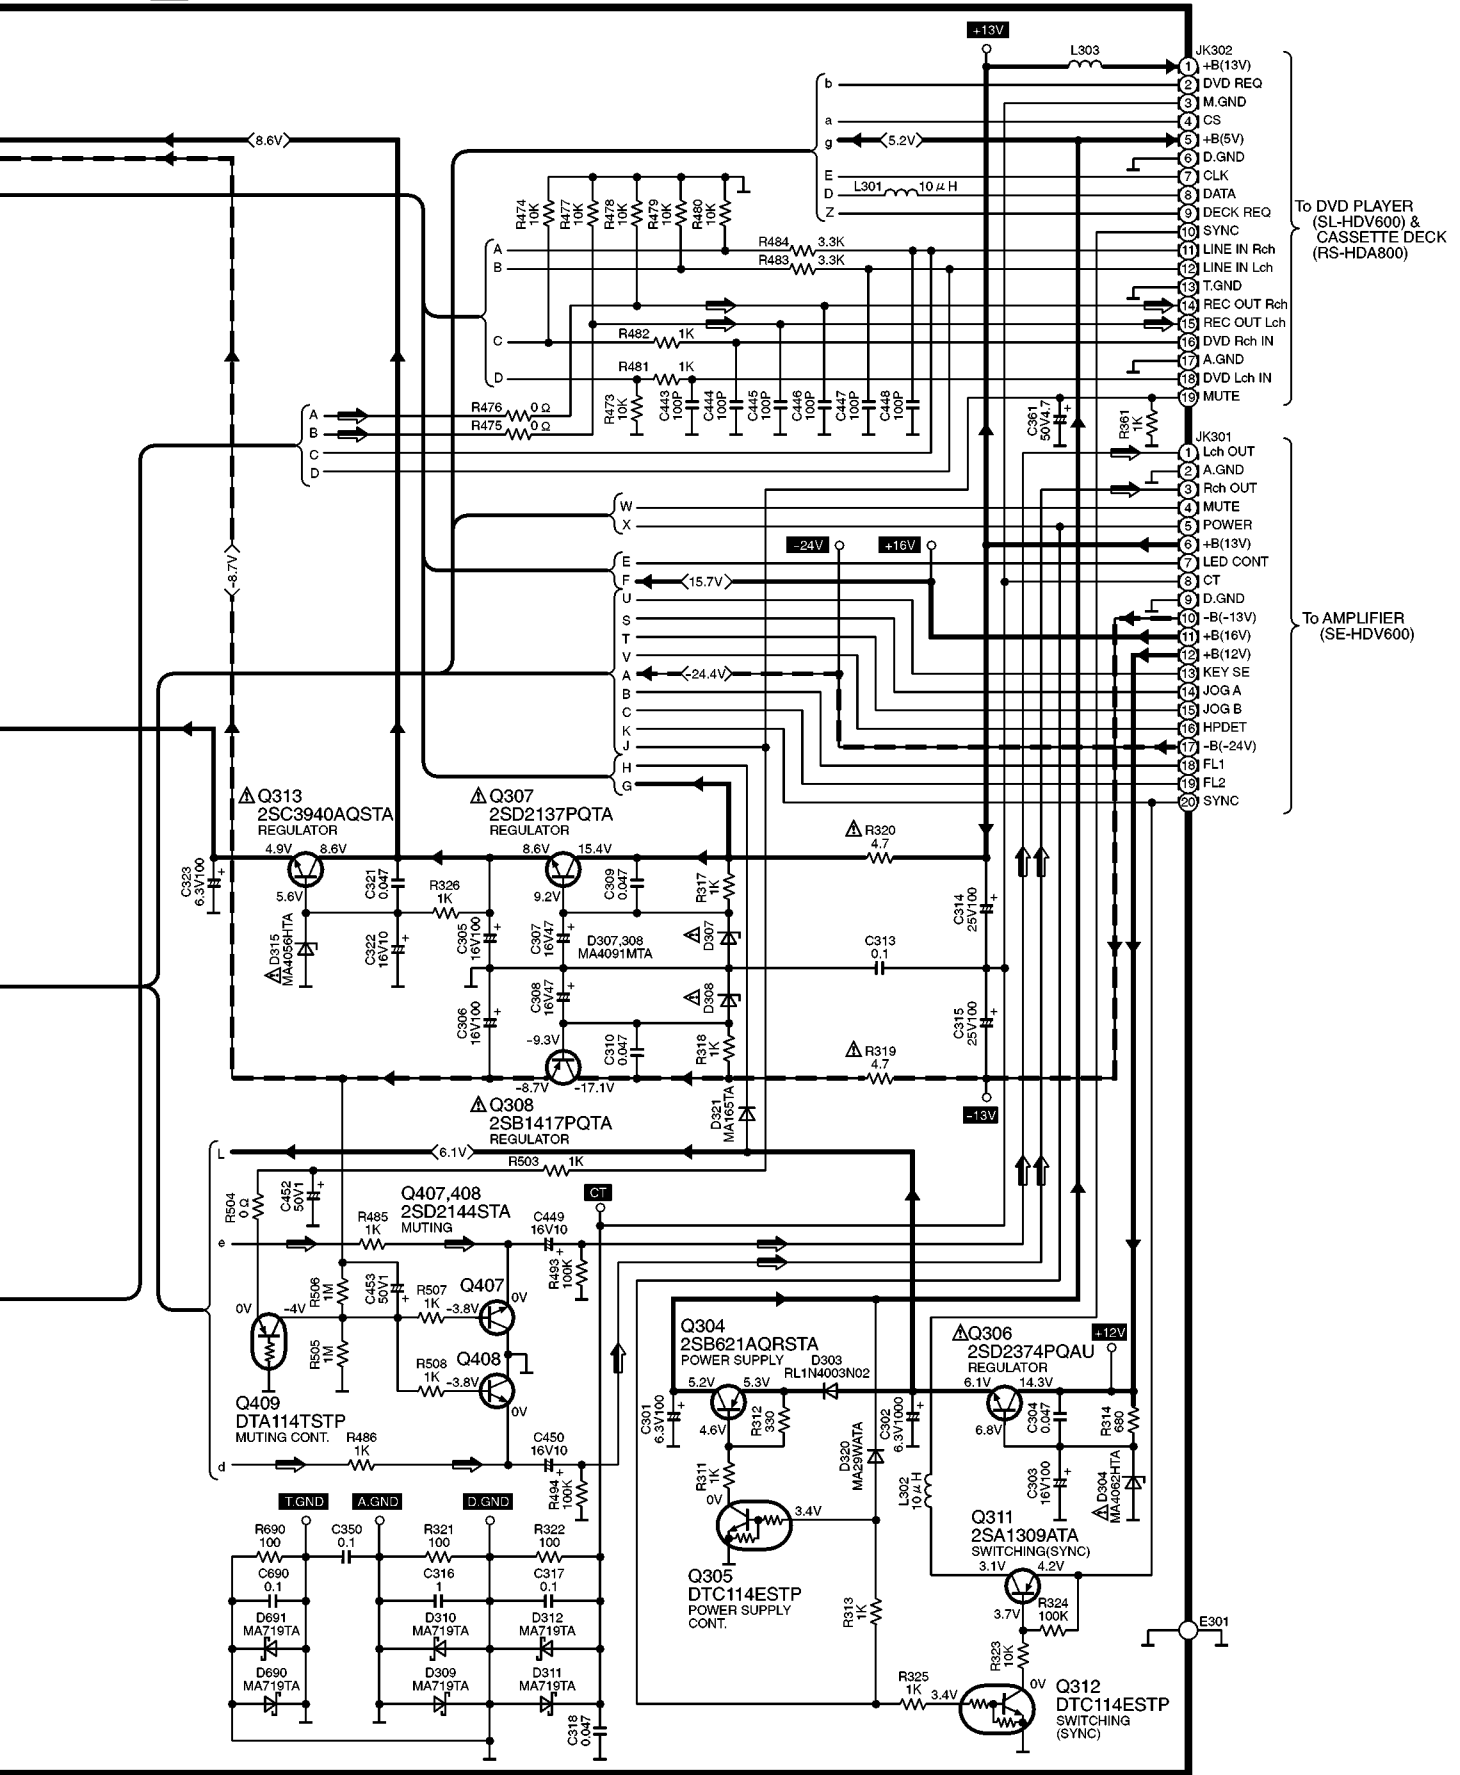 +13V
L303
JK302
1 +B(13V)
2 DVD REQ
3 M.GND
4 CS
5 +B(5V)
6 D.GND
7 CLK
8 DATA
9 DECK REQ
10 SYNC
11 LINE IN Rch
12 LINE IN Lch
13 T.GND
14 REC OUT Rch
15 REC OUT Lch
16 DVD Rch IN
17 A.GND
18 DVD Lch IN
19 MUTE
To DVD PLAYER
(SL-HDV600) &
CASSETTE DECK
(RS-HDA800)
b
a
g
E
D
Z
5.2V
L301 10μH
8.6V
R474 10K
R477 10K
R478 10K
R479 10K
R480 10K
A
B
C
D
R484 3.3K
R483 3.3K
R482 1K
R481 1K
R473 10K
C443 100P
C444 100P
C445 100P
C446 100P
C447 100P
C448 100P
C361 50V4.7
R361 1K
A
B
C
D
R476 0Ω
R475 0Ω
JK301
1 Lch OUT
2 A.GND
3 Rch OUT
4 MUTE
5 POWER
6 +B(13V)
7 LED CONT
8 CT
9 D.GND
10 -B(-13V)
11 +B(16V)
12 +B(12V)
13 KEY SE
14 JOG A
15 JOG B
16 HPDET
17 -B(-24V)
18 FL1
19 FL2
20 SYNC
To AMPLIFIER
(SE-HDV600)
W
X
-24V
+16V
E
F
U
S
T
V
A
B
C
K
J
H
G
15.7V
-24.4V
-8.7V
Q313
2SC3940AQSTA
REGULATOR
4.9V
8.6V
5.6V
C323 6.3V100
D315 MA4056HTA
C321 0.047
C322 16V10
R326
1K
Q307
2SD2137PQTA
REGULATOR
8.6V
15.4V
9.2V
C305 16V100
C307 16V47
C309 0.047
R317 1K
D307,308
MA4091MTA
D307
D308
C306 16V100
C308 16V47
C310 0.047
R318 1K
-9.3V
-8.7V
-17.1V
Q308
2SB1417PQTA
REGULATOR
R320
4.7
C314 25V100
C313
0.1
C315 25V100
R319
4.7
-13V
D321 MA165TA
L
6.1V
R503 1K
R504 0Ω
C452 50V1
Q407,408
2SD2144STA
MUTING
CT
R485
1K
C449
16V10
R493 100K
e
R506 1M
C453 50V1
R507
1K
-3.8V
Q407
0V
0V
-4V
R505 1M
R508
1K
-3.8V
Q408
0V
Q409
DTA114TSTP
MUTING CONT.
R486
1K
C450
16V10
R494 100K
d
Q304
2SB621AQRSTA
POWER SUPPLY
5.2V
5.3V
4.6V
D303
RL1N4003N02
C301 6.3V100
R312 330
R311 1K
0V
3.4V
Q305
DTC114ESTP
POWER SUPPLY
CONT.
D320 MA29WATA
C302 6.3V1000
R313 1K
L302 10μH
Q306
2SD2374PQAU
REGULATOR
+12V
6.1V
14.3V
6.8V
C304 0.047
R314 680
C303 16V100
D304 MA4062HTA
Q311
2SA1309ATA
SWITCHING(SYNC)
3.1V
4.2V
3.7V
R324
100K
R323 10K
R325
1K
3.4V
0V
Q312
DTC114ESTP
SWITCHING
(SYNC)
E301
T.GND
A.GND
D.GND
R690
100
C350
0.1
R321
100
R322
100
C690
0.1
C316
1
C317
0.1
D691
MA719TA
D310
MA719TA
D312
MA719TA
D690
MA719TA
D309
MA719TA
D311
MA719TA
C318 0.047